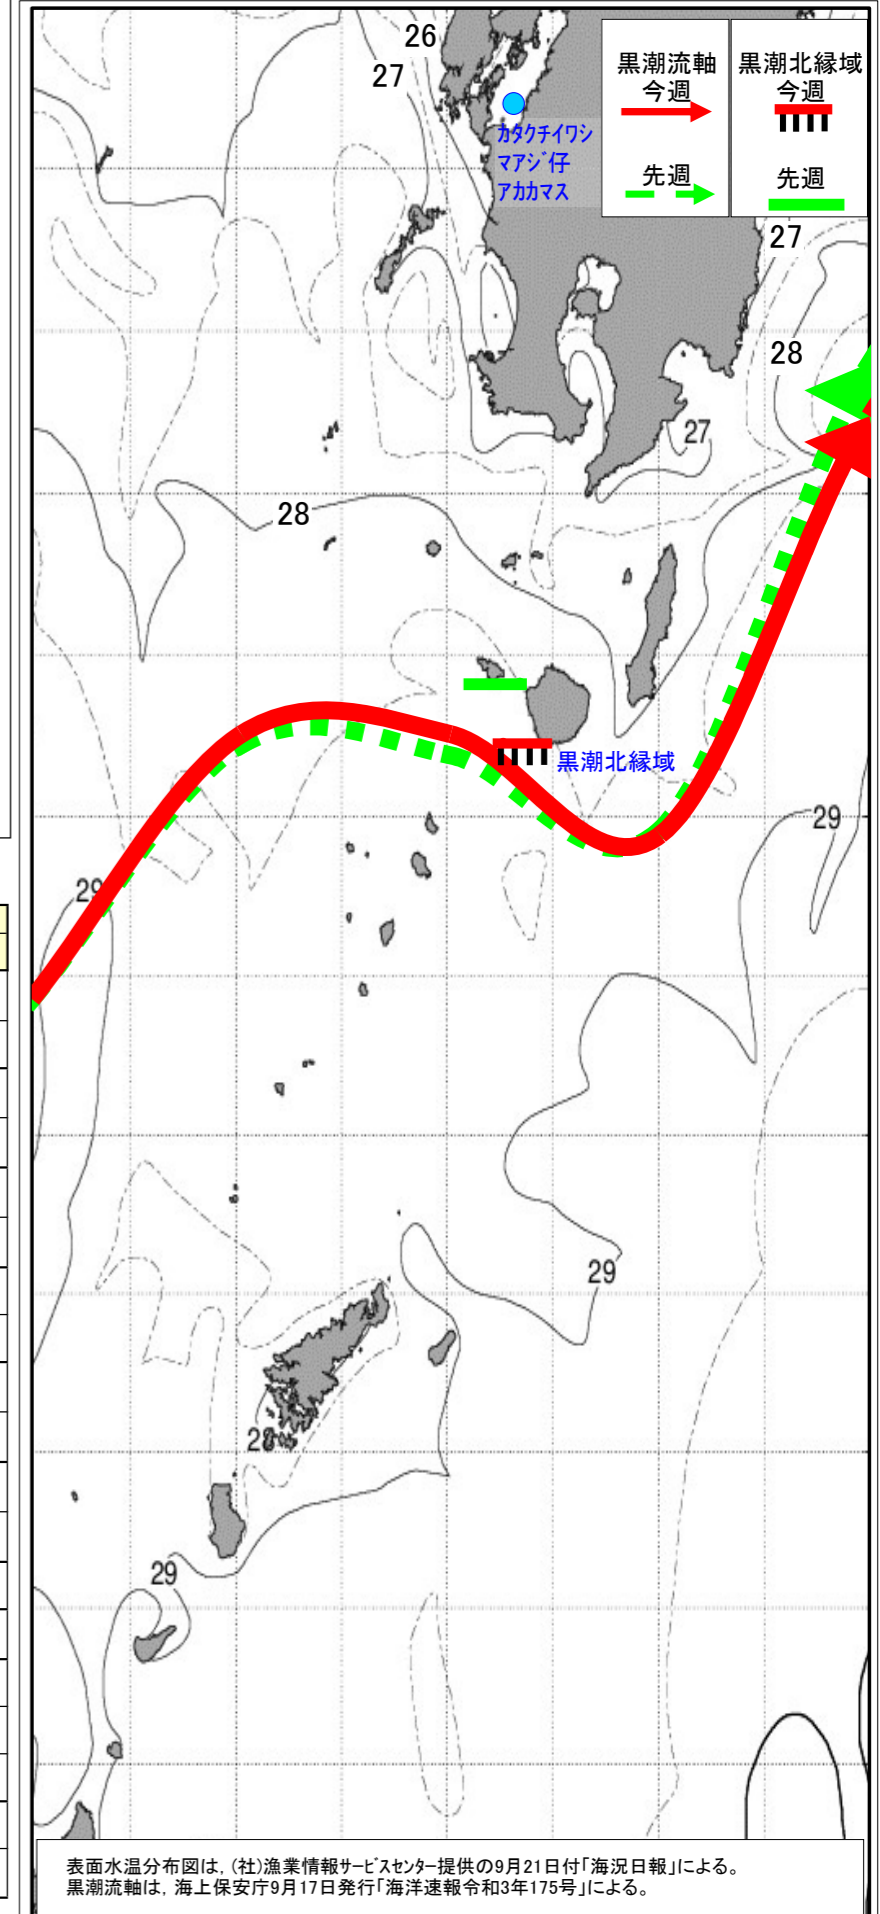 26
27
黒潮流軸
今週
先週
黒潮北縁域
今週
先週
カタクチイワシ
マアジ仔
アカカマス
27
28
27
28
黒潮北縁域
29
29
29
28
29
表面水温分布図は，(社)漁業情報サービスセンター提供の9月21日付「海況日報」による。
黒潮流軸は，海上保安庁9月17日発行「海洋速報令和3年175号」による。